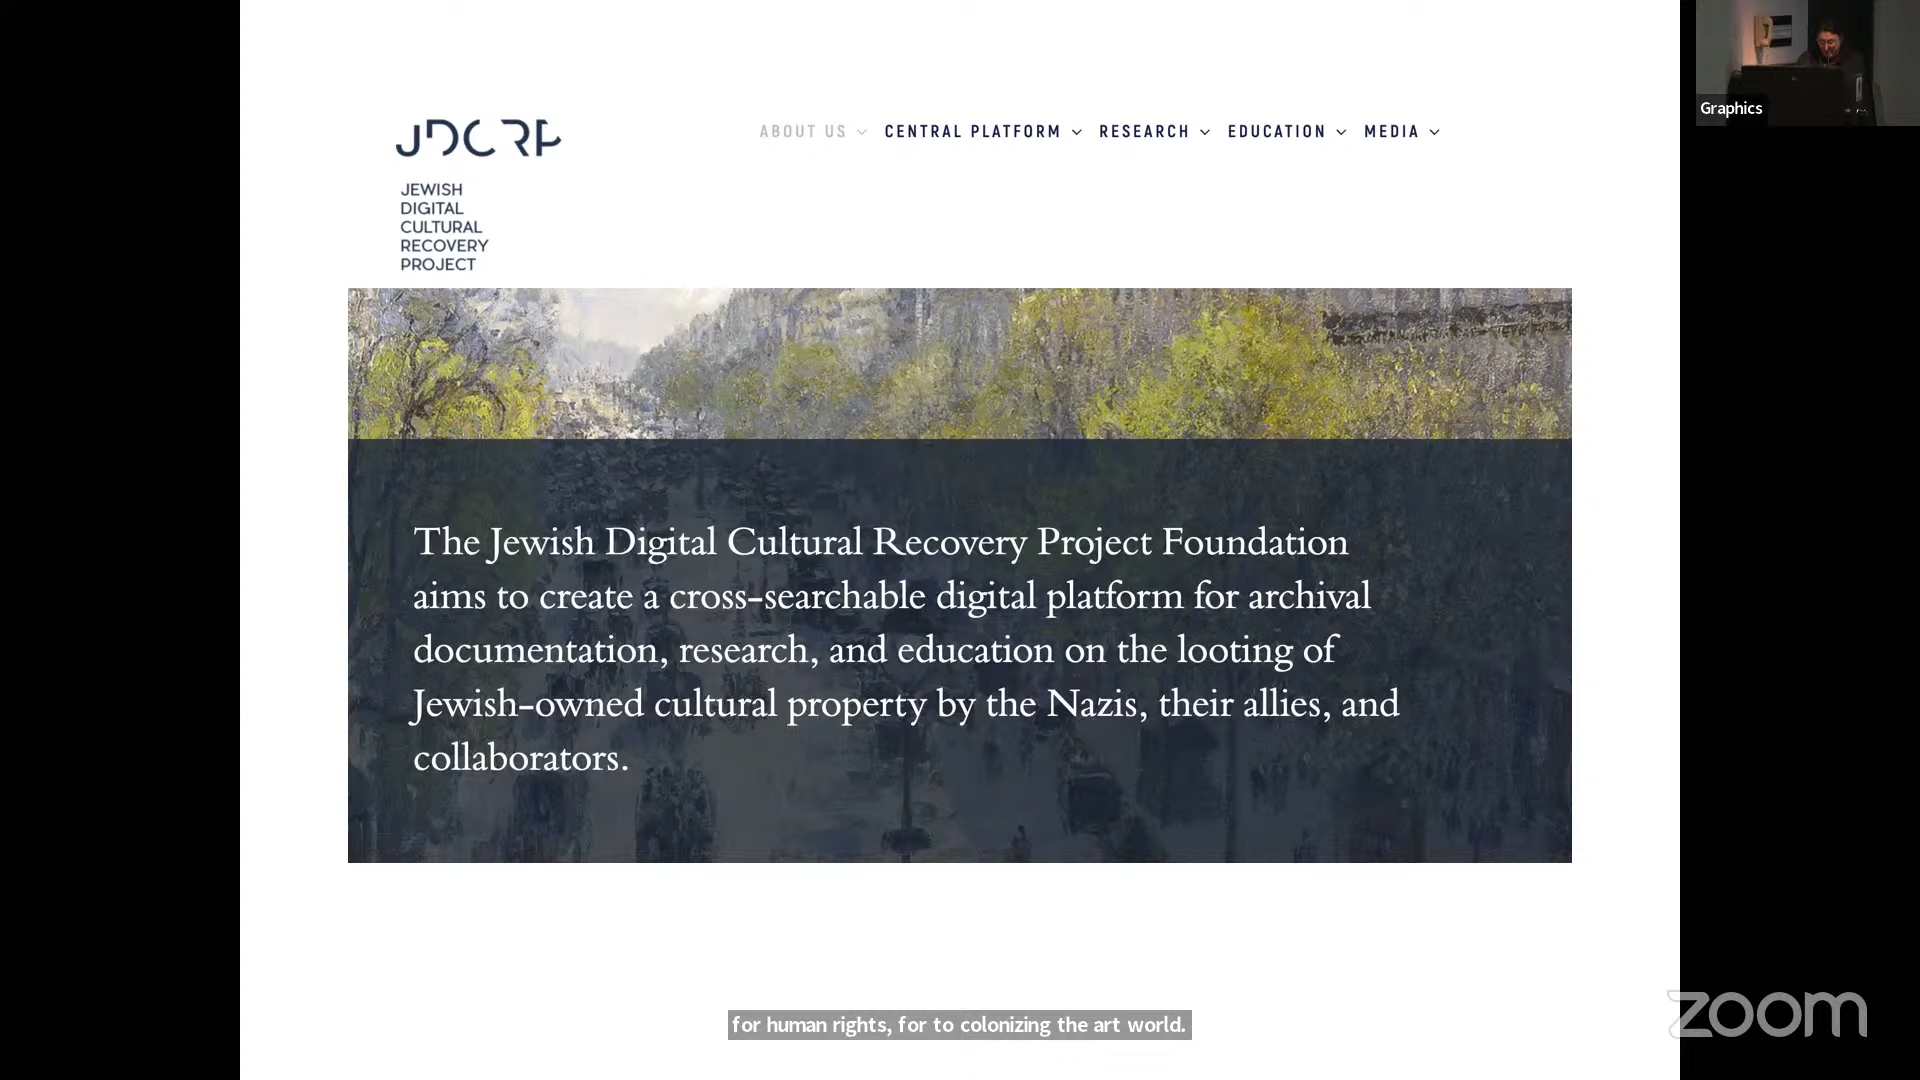 Graphics
JDCRP
ABOUT US CENTRAL PLATFORM RESEARCH EDUCATION MEDIA
JEWISH
DIGITAL
CULTURAL
RECOVERY
PROJECT
The Jewish Digital Cultural Recovery Project Foundation
aims to create a cross-searchable digital platform for archival
documentation, research, and education on the looting of
Jewish-owned cultural property by the Nazis, their allies, and
collaborators.
for human rights, for to colonizing the art world.
zoom